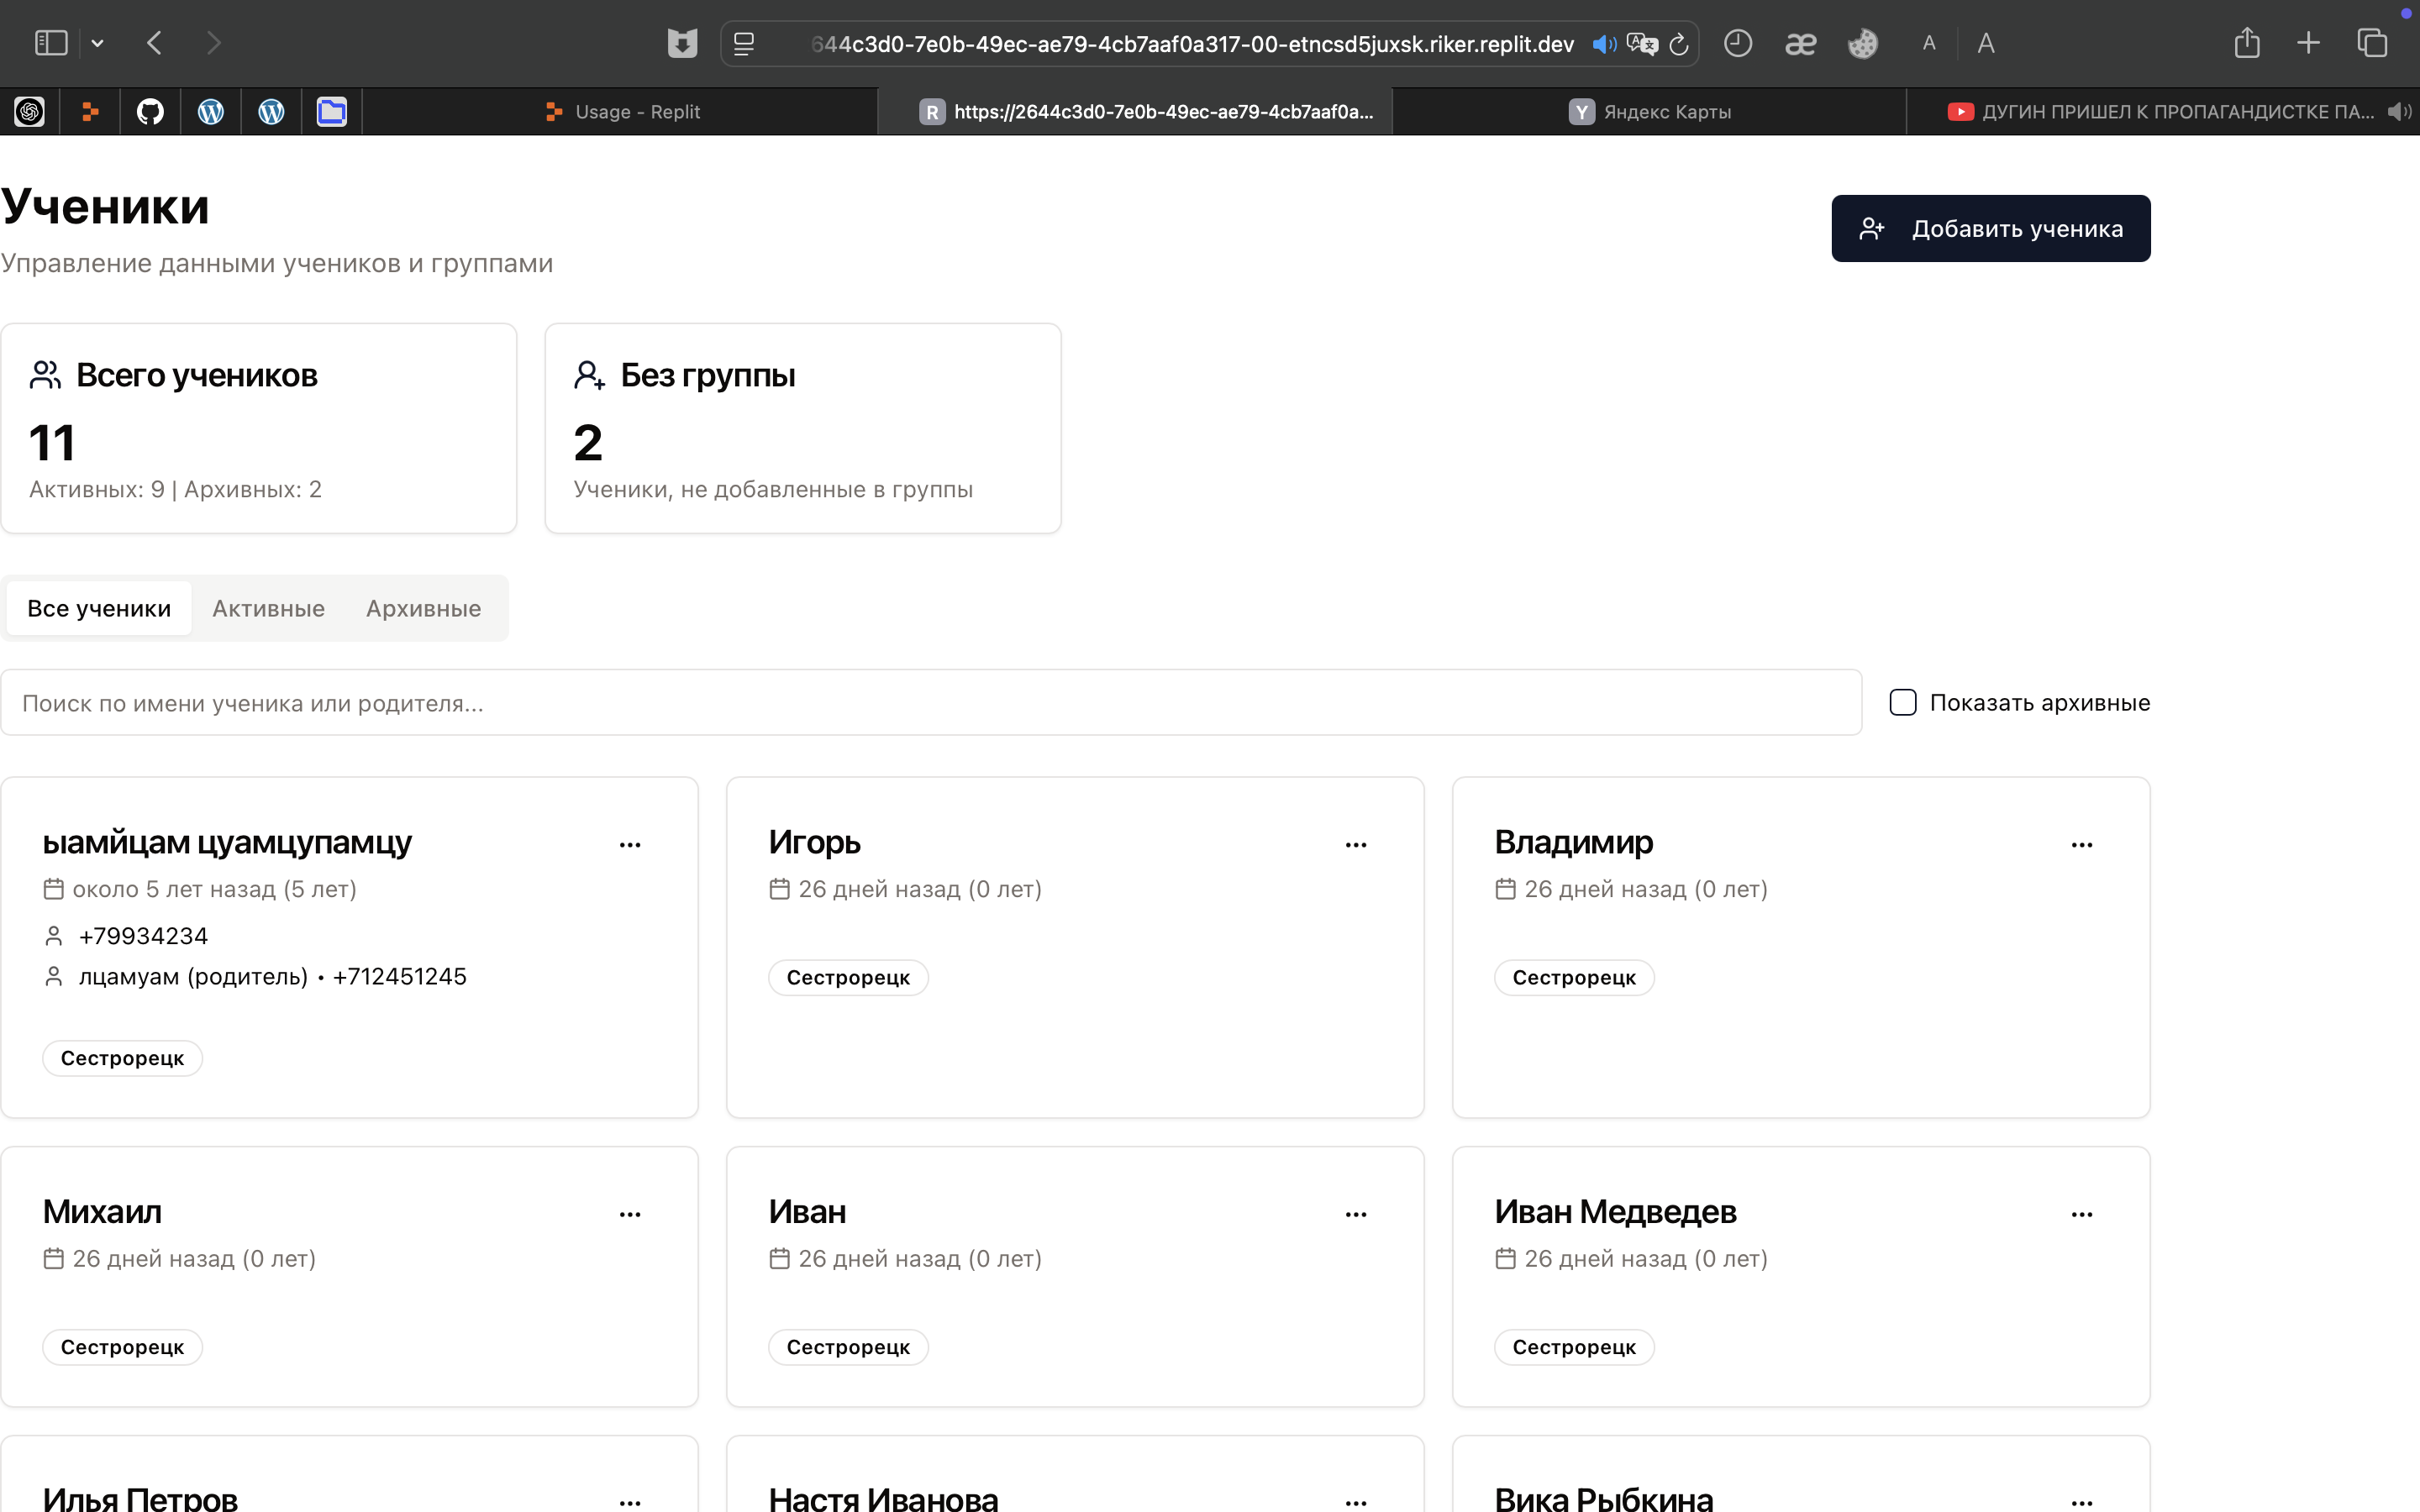 644c3d0-7e0b-49ec-ae79-4cb7aaf0a317-00-etncsd5juxsk.riker.replit.dev
æ A A
Usage - Replit
R https://2644c3d0-7e0b-49ec-ae79-4cb7aaf0a...
Y Яндекс Карты
ДУГИН ПРИШЕЛ К ПРОПАГАНДИСТКЕ ПА...
Ученики
Добавить ученика
Управление данными учеников и группами
Всего учеников
11
Активных: 9 | Архивных: 2
Без группы
2
Ученики, не добавленные в группы
Все ученики Активные Архивные
Поиск по имени ученика или родителя...
Показать архивные
ыамйцам цуамцупамцу
около 5 лет назад (5 лет)
+79934234
лцамуам (родитель) • +712451245
Сестрорецк
Игорь
26 дней назад (0 лет)
Сестрорецк
Владимир
26 дней назад (0 лет)
Сестрорецк
Михаил
26 дней назад (0 лет)
Сестрорецк
Иван
26 дней назад (0 лет)
Сестрорецк
Иван Медведев
26 дней назад (0 лет)
Сестрорецк
Илья Петров
Настя Иванова
Вика Рыбкина